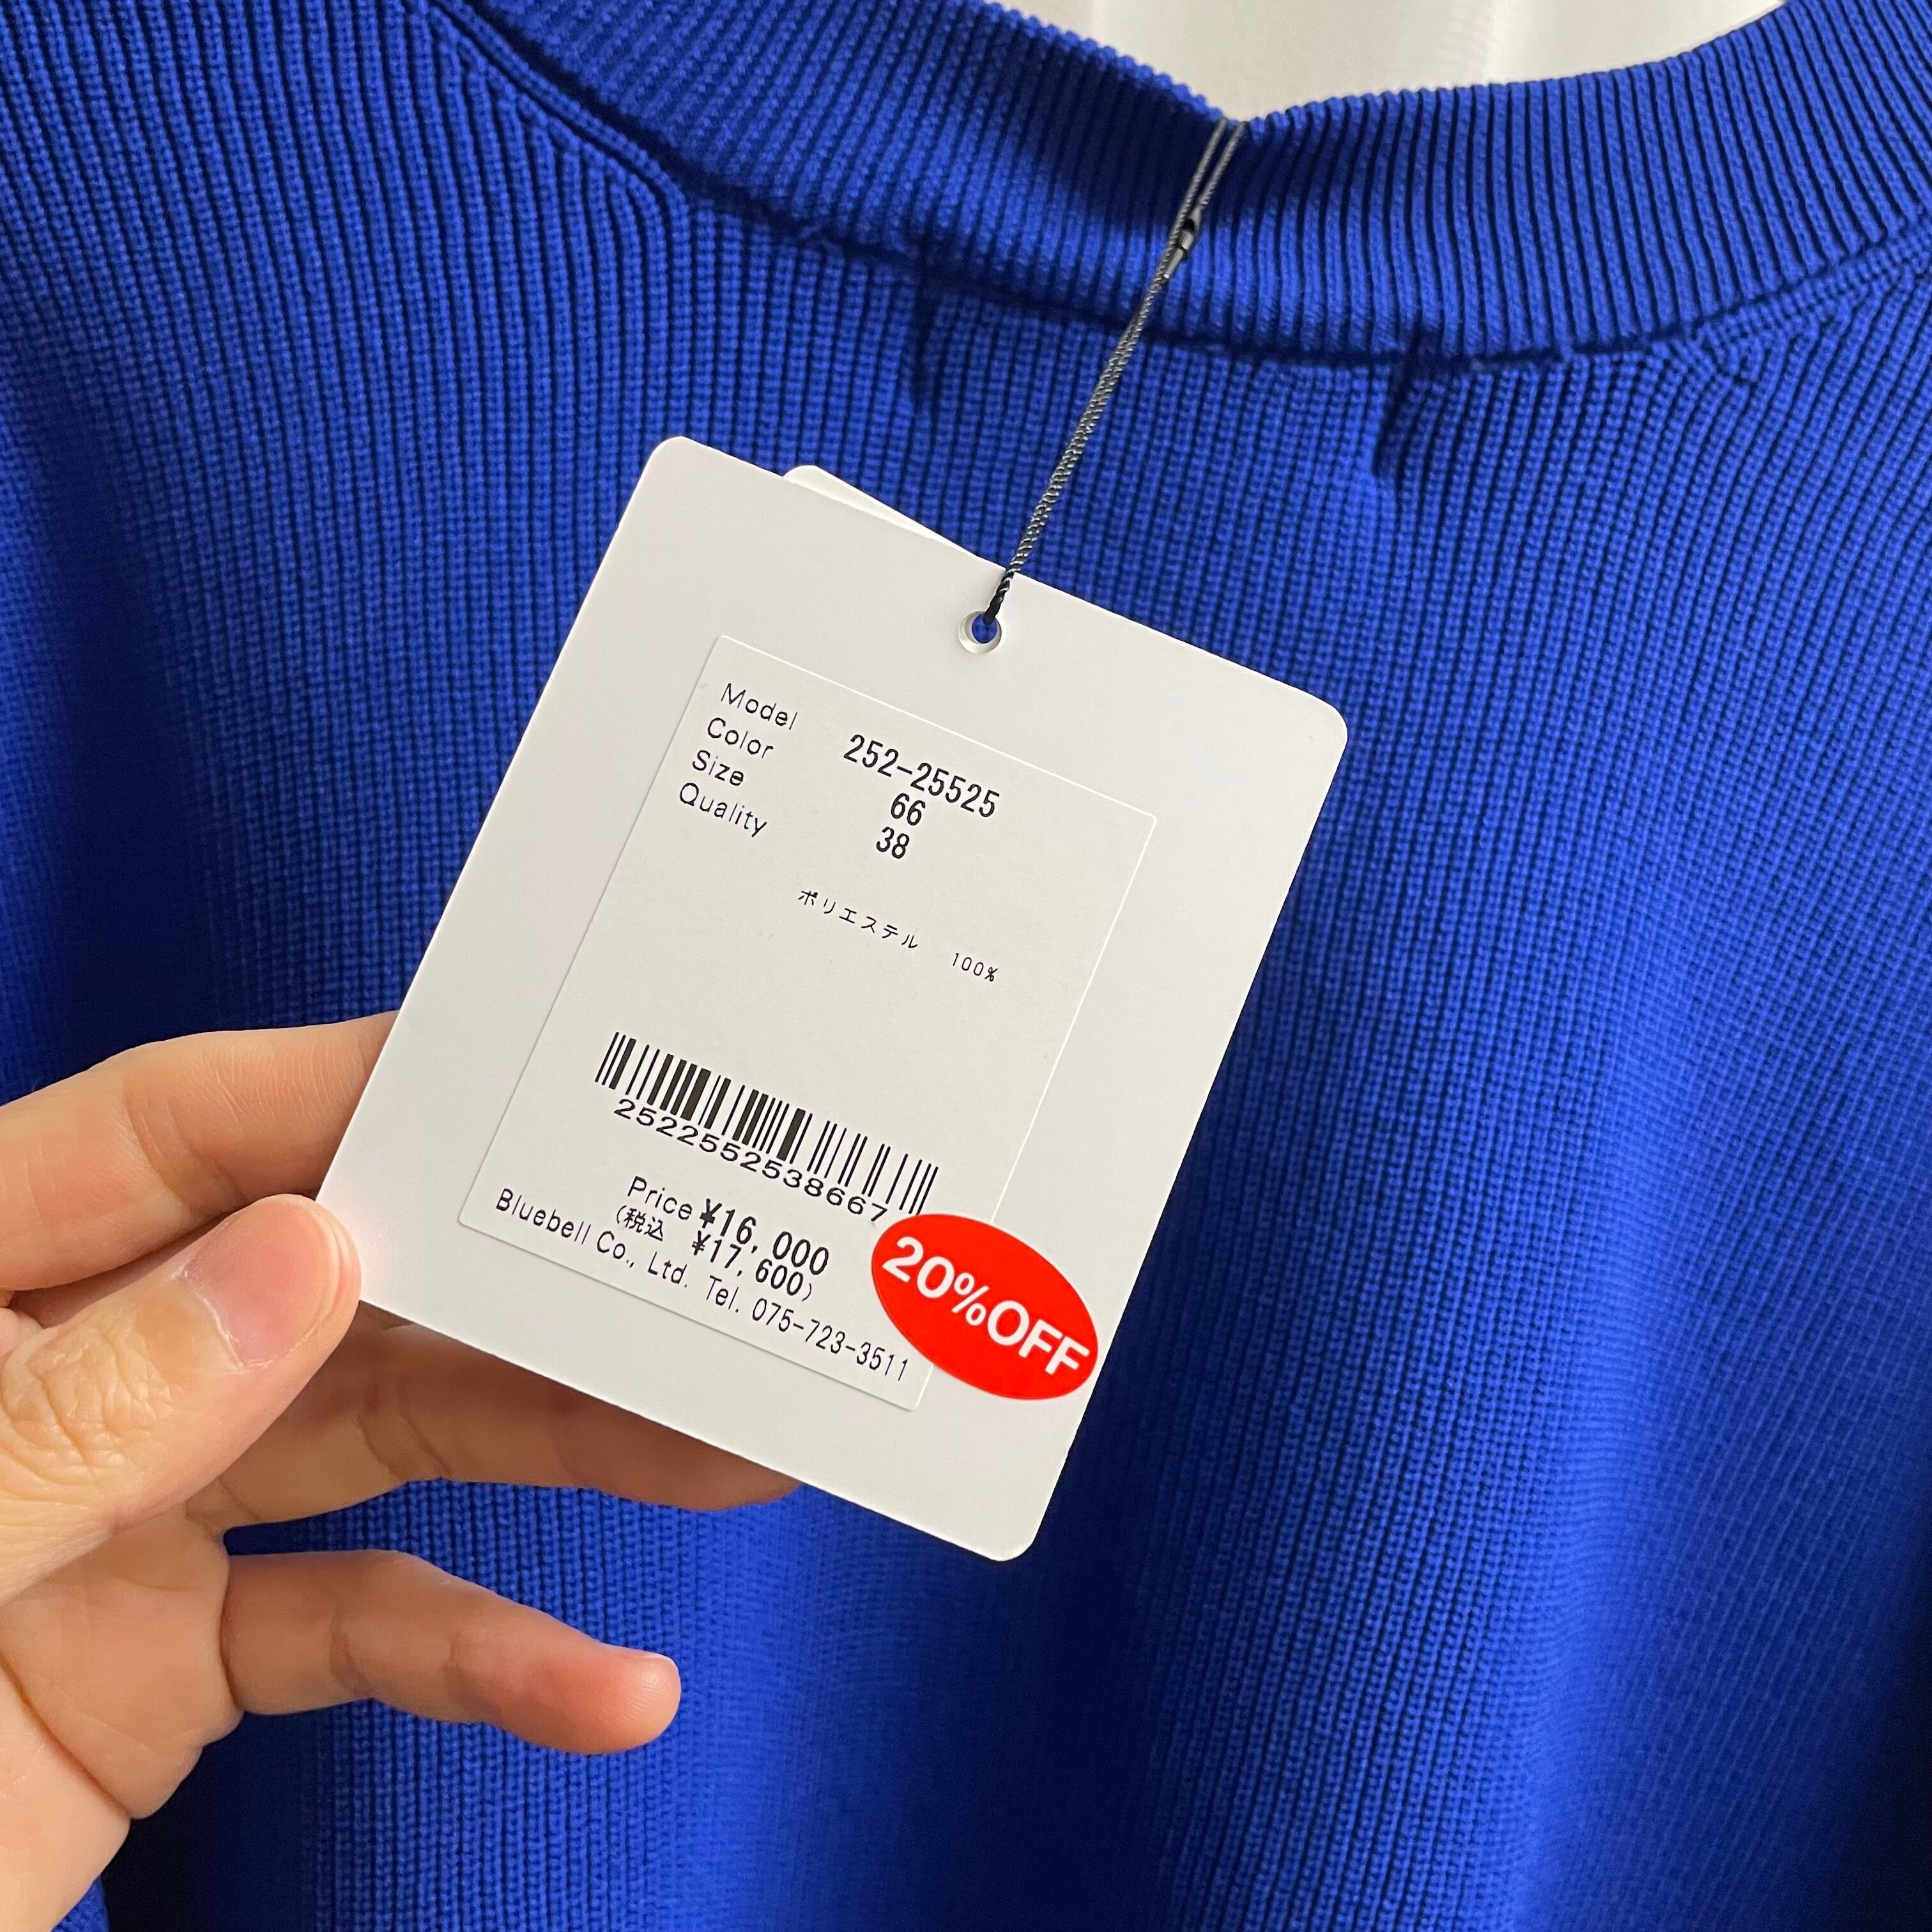 Model 252-25525
Color 66
Size 38
Quality
ポリエステル 100%
2522552538667
Price ¥16,000
(税込 ¥17,600)
Bluebell Co., Ltd. Tel. 075-723-3511
20%OFF